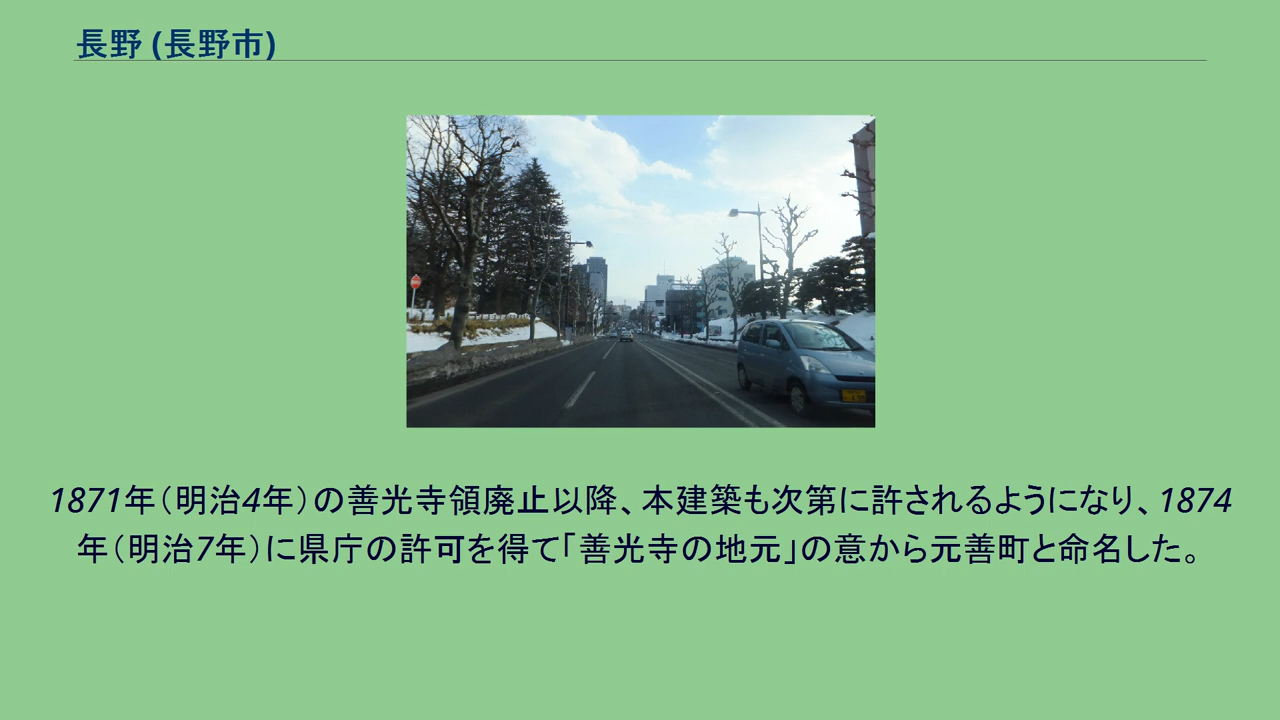 長野 (長野市)
1871年（明治4年）の善光寺領廃止以降、本建築も次第に許されるようになり、1874
年（明治7年）に県庁の許可を得て「善光寺の地元」の意から元善町と命名した。